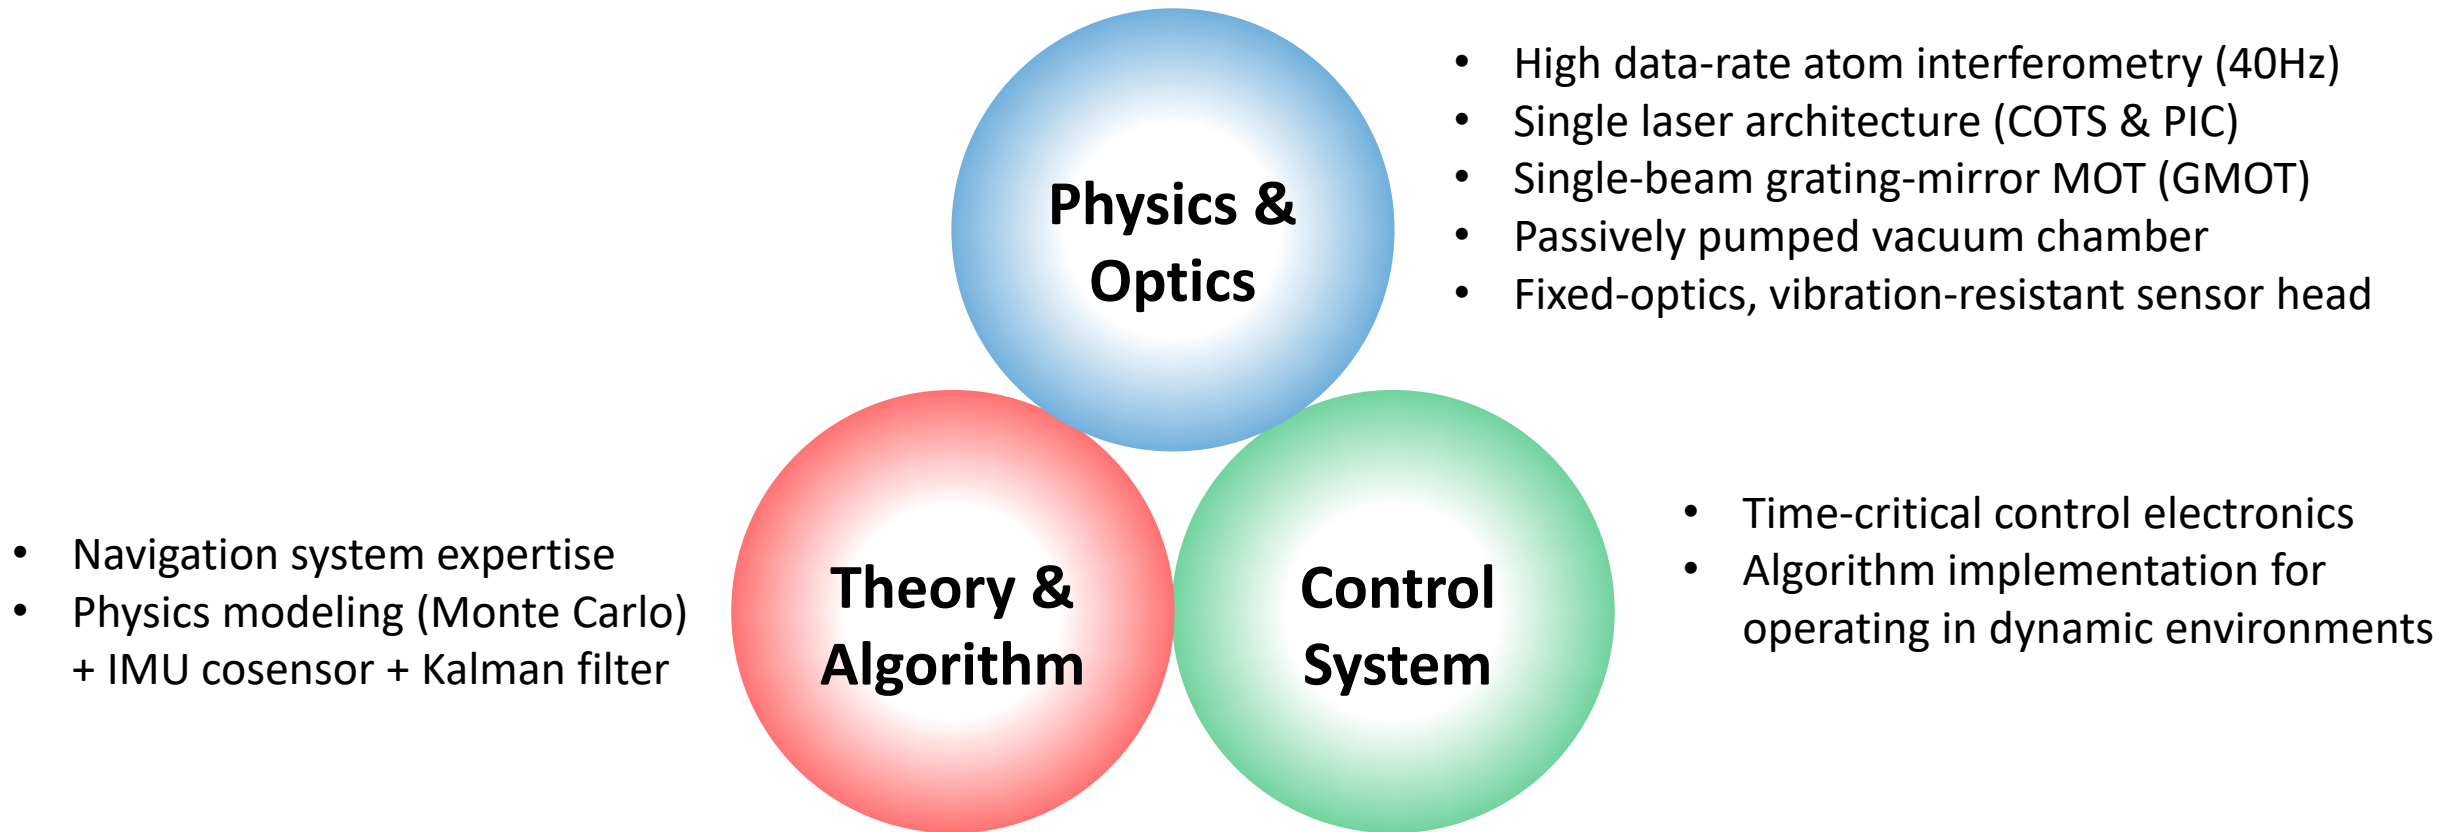 Physics &
Optics
• High data-rate atom interferometry (40Hz)
• Single laser architecture (COTS & PIC)
• Single-beam grating-mirror MOT (GMOT)
• Passively pumped vacuum chamber
• Fixed-optics, vibration-resistant sensor head
• Navigation system expertise
• Physics modeling (Monte Carlo)
+ IMU cosensor + Kalman filter
Theory &
Algorithm
Control
System
• Time-critical control electronics
• Algorithm implementation for
operating in dynamic environments